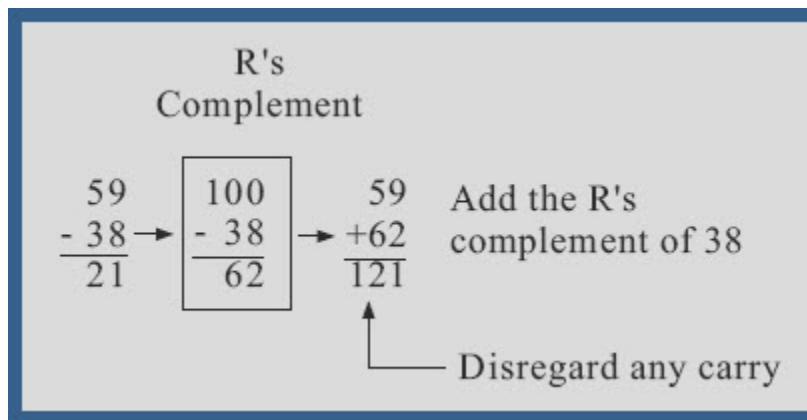 R's
Complement
59
- 38
21
100
- 38
62
59
+62
121
Add the R's
complement of 38
Disregard any carry